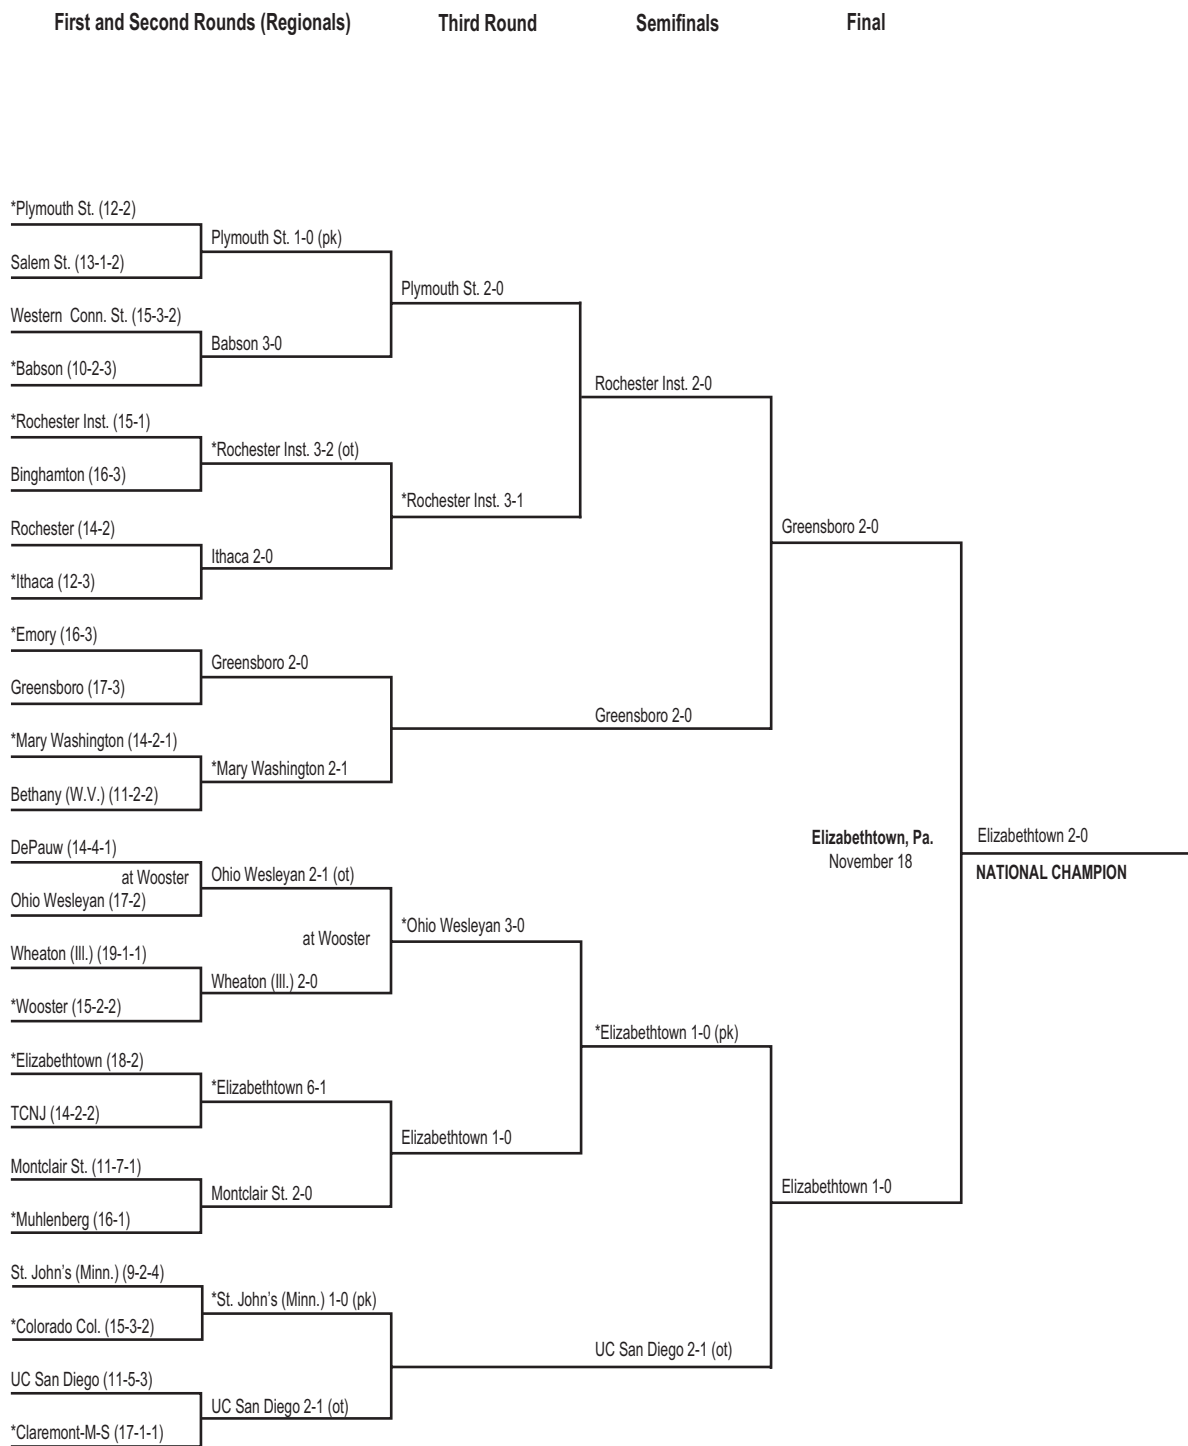 First and Second Rounds (Regionals)
Third Round
Semifinals
Final
*Plymouth St. (12-2)
Salem St. (13-1-2)
Western  Conn. St. (15-3-2)
*Babson (10-2-3)
*Rochester Inst. (15-1)
Binghamton (16-3)
Rochester (14-2)
*Ithaca (12-3)
*Emory (16-3)
Greensboro (17-3)
*Mary Washington (14-2-1)
Bethany (W.V.) (11-2-2)
DePauw (14-4-1)
at Wooster
Ohio Wesleyan (17-2)
Wheaton (Ill.) (19-1-1)
*Wooster (15-2-2)
*Elizabethtown (18-2)
TCNJ (14-2-2)
Montclair St. (11-7-1)
*Muhlenberg (16-1)
St. John's (Minn.) (9-2-4)
*Colorado Col. (15-3-2)
UC San Diego (11-5-3)
*Claremont-M-S (17-1-1)
Plymouth St. 1-0 (pk)
Babson 3-0
*Rochester Inst. 3-2 (ot)
Ithaca 2-0
Greensboro 2-0
*Mary Washington 2-1
Ohio Wesleyan 2-1 (ot)
at Wooster
Wheaton (Ill.) 2-0
*Elizabethtown 6-1
Montclair St. 2-0
*St. John's (Minn.) 1-0 (pk)
UC San Diego 2-1 (ot)
Plymouth St. 2-0
*Rochester Inst. 3-1
*Ohio Wesleyan 3-0
Elizabethtown 1-0
Rochester Inst. 2-0
Greensboro 2-0
*Elizabethtown 1-0 (pk)
UC San Diego 2-1 (ot)
Greensboro 2-0
Elizabethtown 1-0
Elizabethtown, Pa.
November 18
Elizabethtown 2-0
NATIONAL CHAMPION